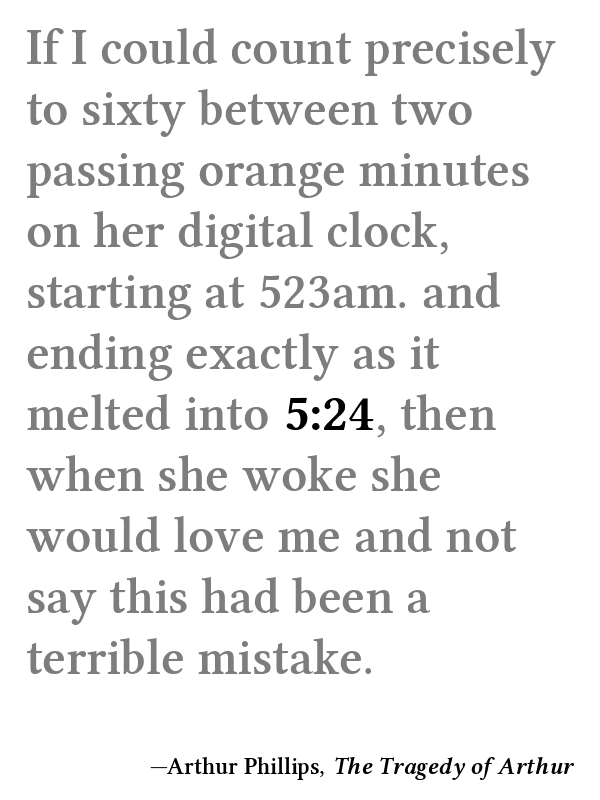 If I could count precisely
to sixty between two
passing orange minutes
on her digital clock,
starting at 523am. and
ending exactly as it
melted into 5:24, then
when she woke she
would love me and not
say this had been a
terrible mistake.
—Arthur Phillips, The Tragedy of Arthur